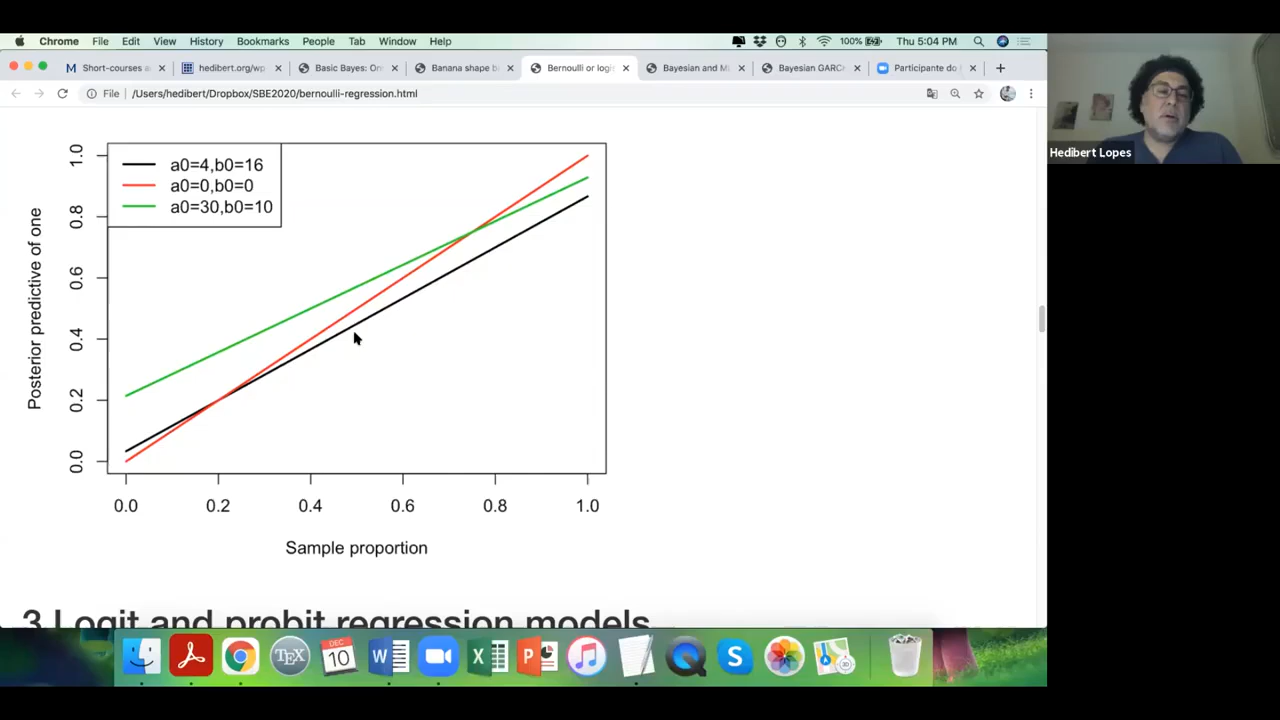 Chrome File Edit View History Bookmarks People Tab Window Help 100% Thu 5:04 PM
Short-courses a hedibert.org/wp Basic Bayes: On Banana shape b Bernoulli or logi Bayesian and M Bayesian GARC Participante do
File /Users/hedibert/Dropbox/SBE2020/bernoulli-regression.html
Hedibert Lopes
a0=4,b0=16
a0=0,b0=0
a0=30,b0=10
Posterior predictive of one
1.0
0.8
0.6
0.4
0.2
0.0
0.0 0.2 0.4 0.6 0.8 1.0
Sample proportion
3 Logit and probit regression models
TEX DEC 10 W X P S